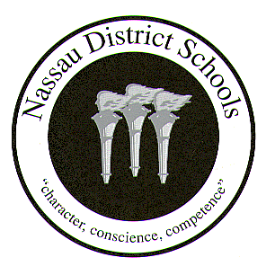 Nassau District Schools
"character, conscience, competence"